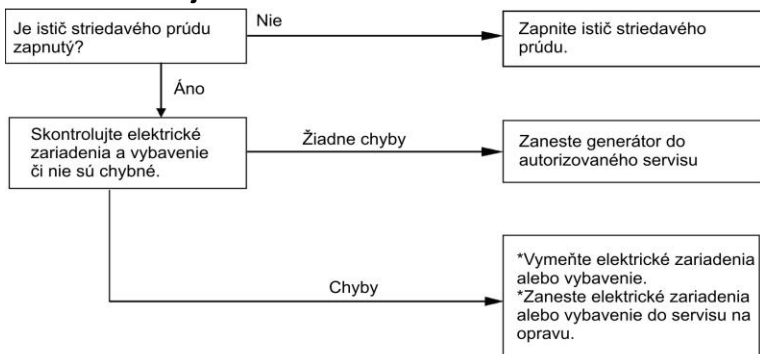 Je istič striedavého prúdu
zapnutý?
Nie
Zapnite istič striedavého
prúdu.
Áno
Skontrolujte elektrické
zariadenia a vybavenie
či nie sú chybné.
Žiadne chyby
Zaneste generátor do
autorizovaného servisu
Chyby
*Vymeňte elektrické zariadenia
alebo vybavenie.
*Zaneste elektrické zariadenia
alebo vybavenie do servisu na
opravu.